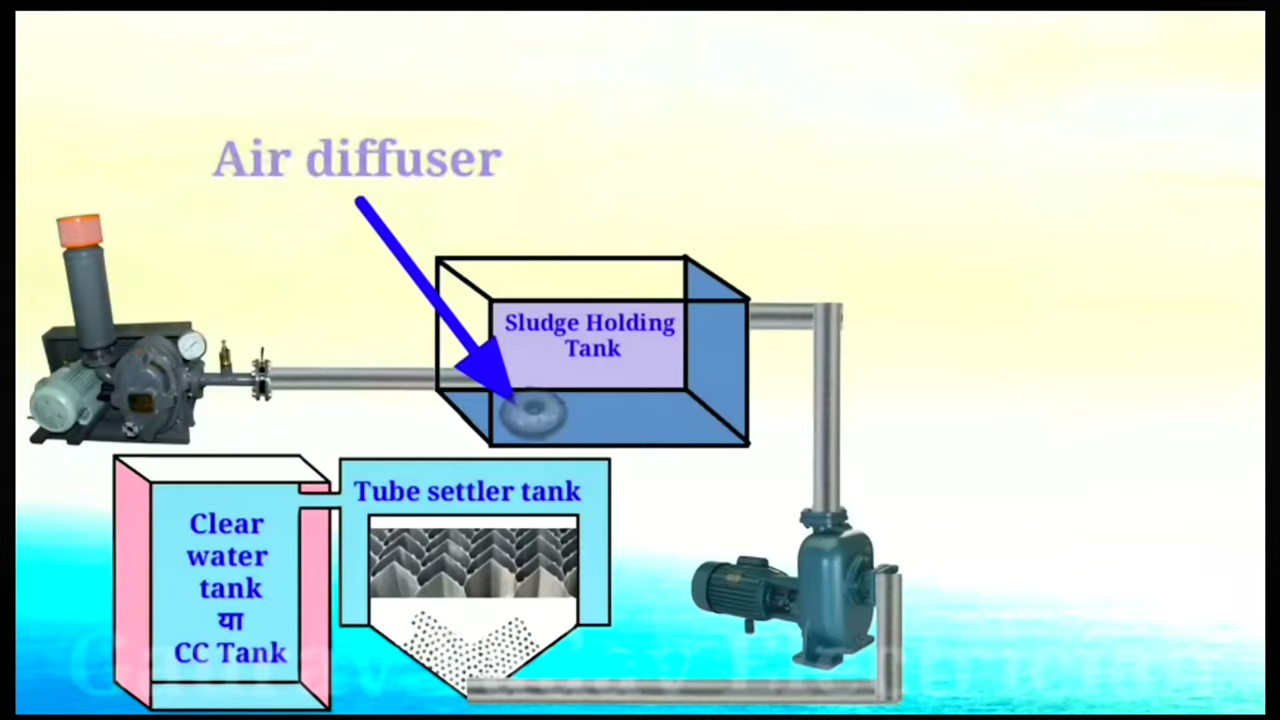 Air diffuser
Sludge Holding
Tank
Tube settler tank
Clear
water
tank
या
CC Tank